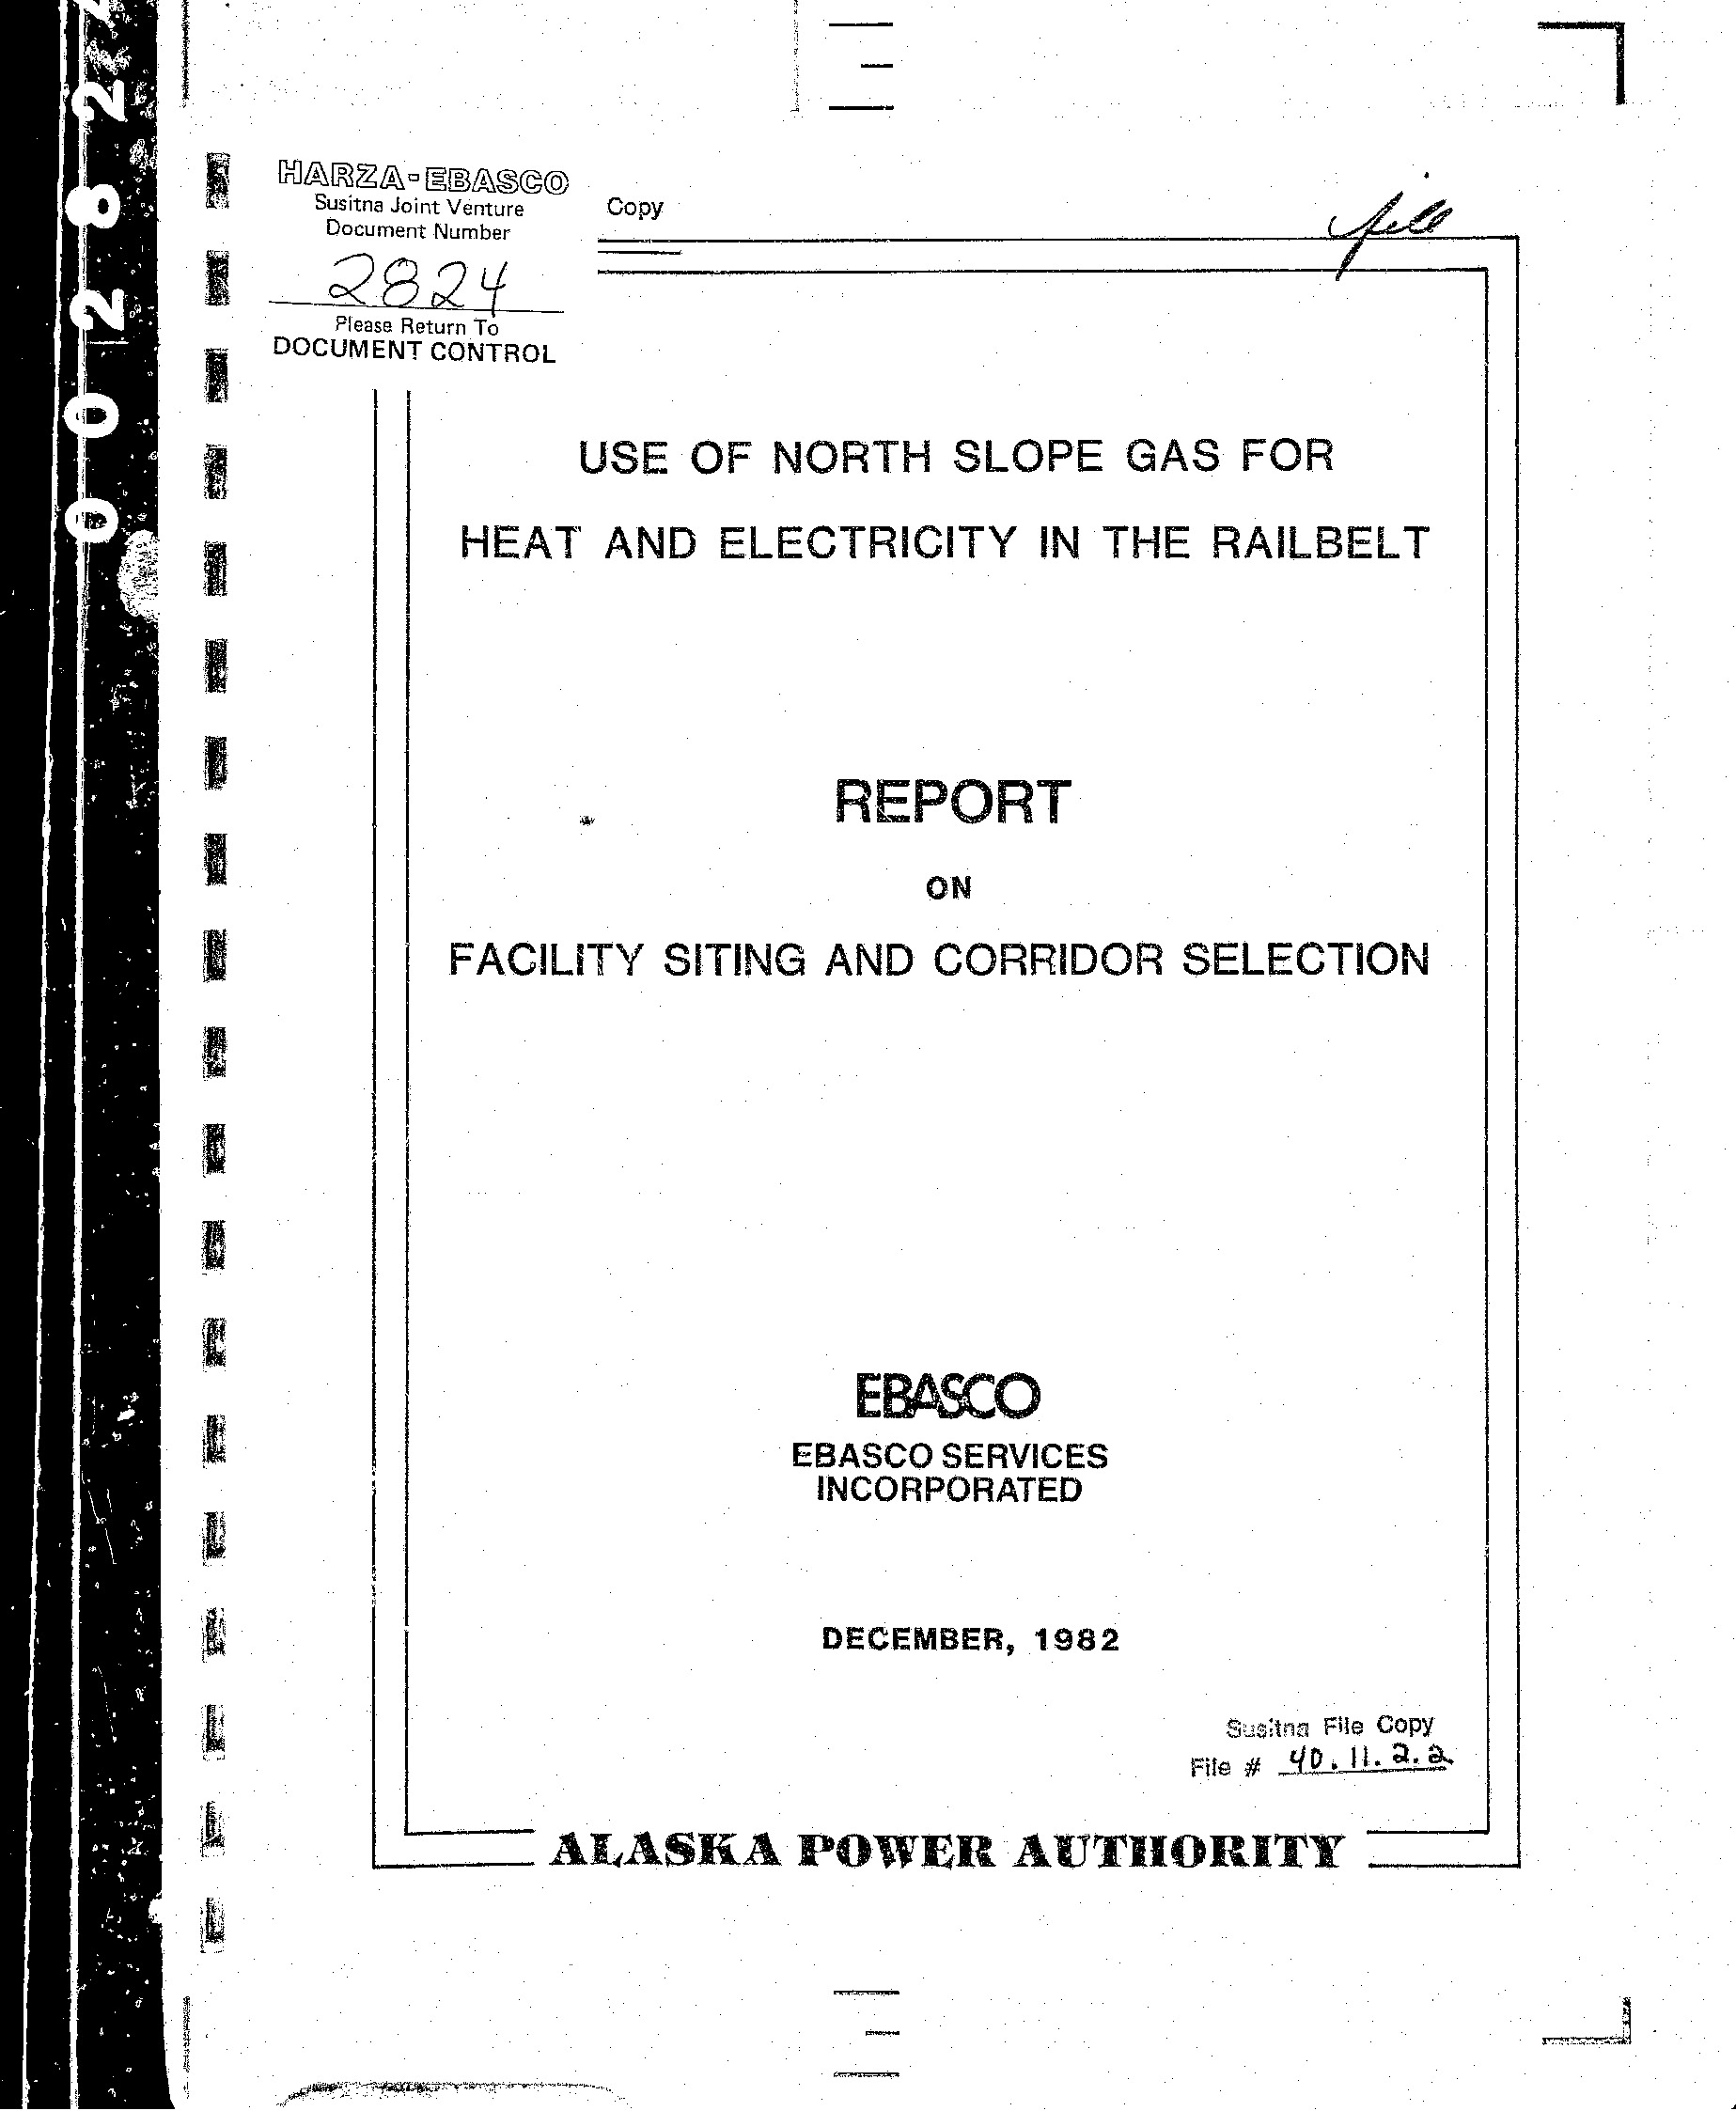 HARZA-EBASCO
Susitna Joint Venture
Document Number
2824
Please Return To
DOCUMENT CONTROL
Copy
file
USE OF NORTH SLOPE GAS FOR
HEAT AND ELECTRICITY IN THE RAILBELT
REPORT
ON
FACILITY SITING AND CORRIDOR SELECTION
EBASCO
EBASCO SERVICES
INCORPORATED
DECEMBER, 1982
Susitna File Copy
File # 40.11.2.2
ALASKA POWER AUTHORITY
002824